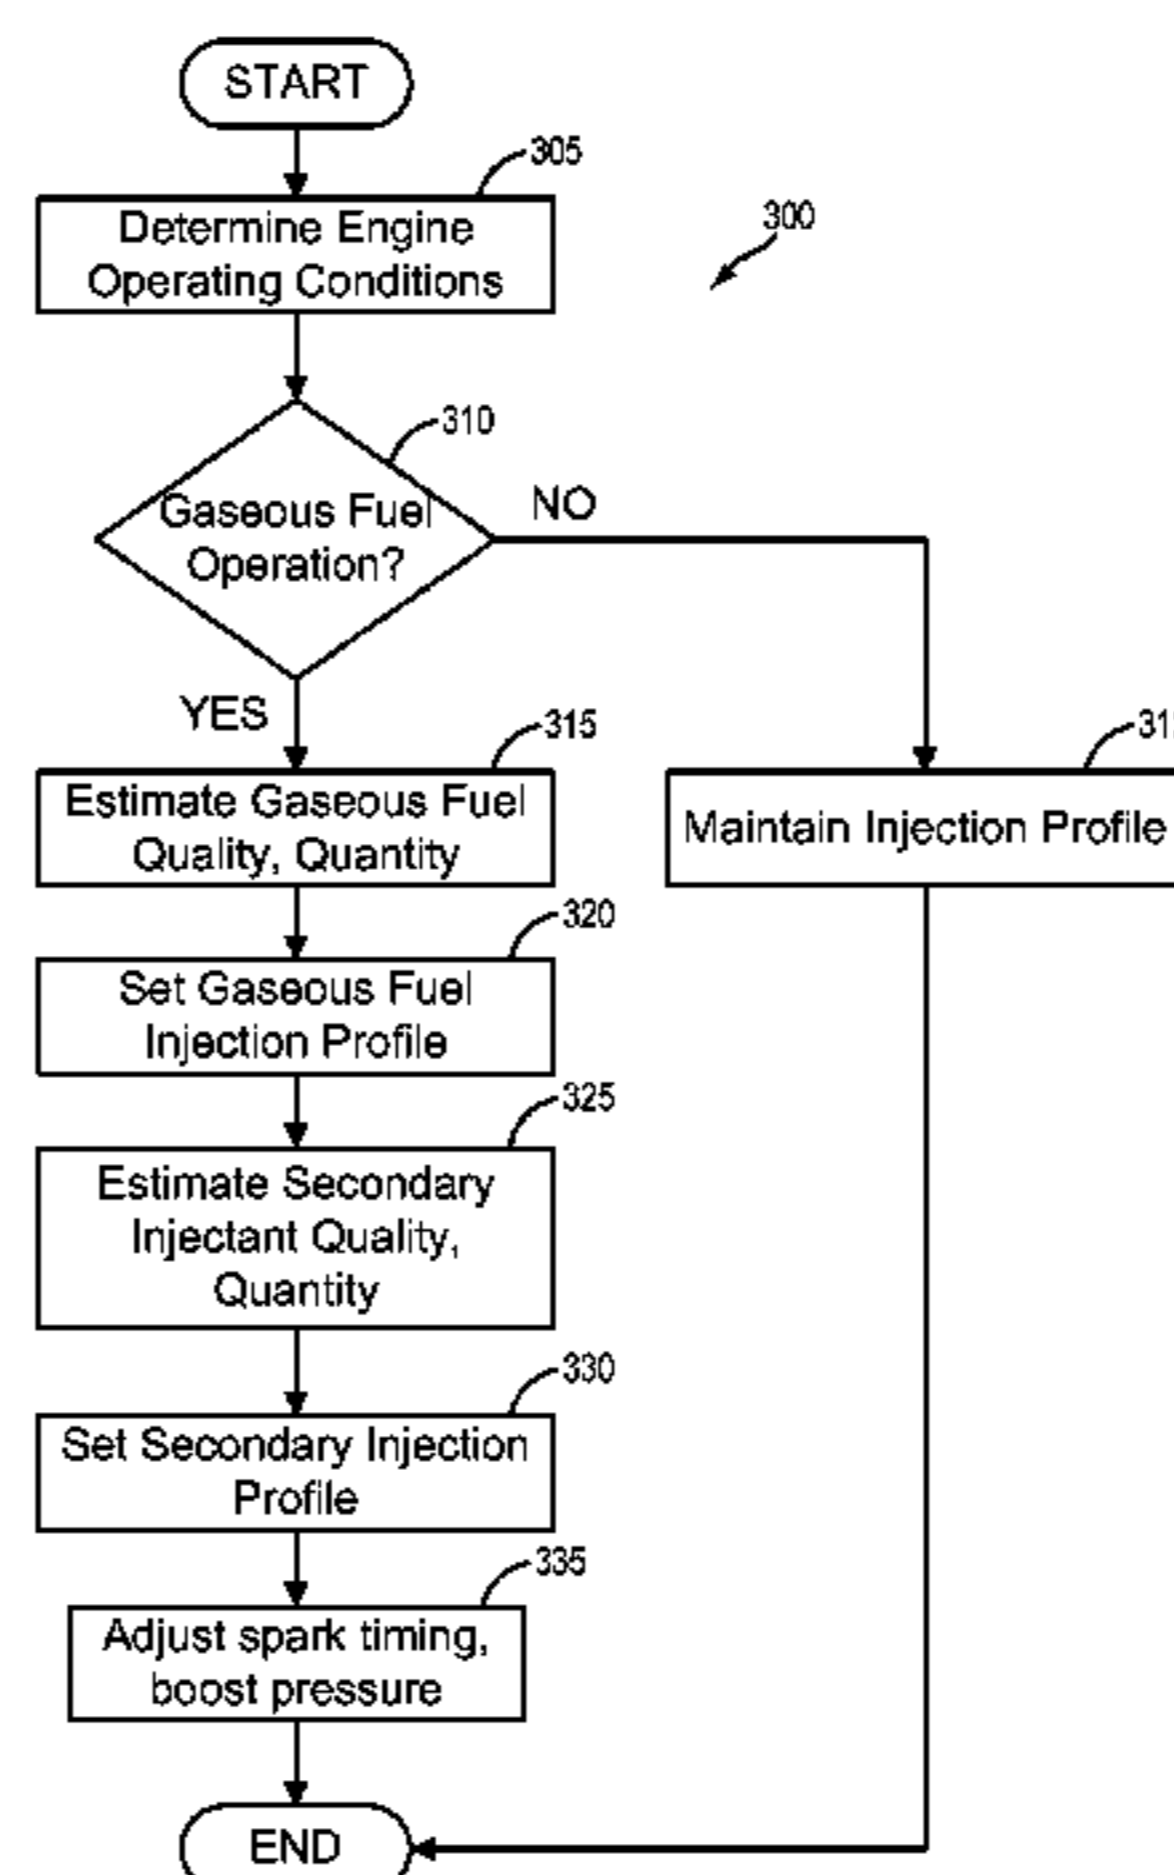 START
305
Determine Engine
Operating Conditions
300
310
Gaseous Fuel
Operation?
NO
YES
315
Estimate Gaseous Fuel
Quality, Quantity
Maintain Injection Profile
320
Set Gaseous Fuel
Injection Profile
325
Estimate Secondary
Injectant Quality,
Quantity
330
Set Secondary Injection
Profile
335
Adjust spark timing,
boost pressure
END